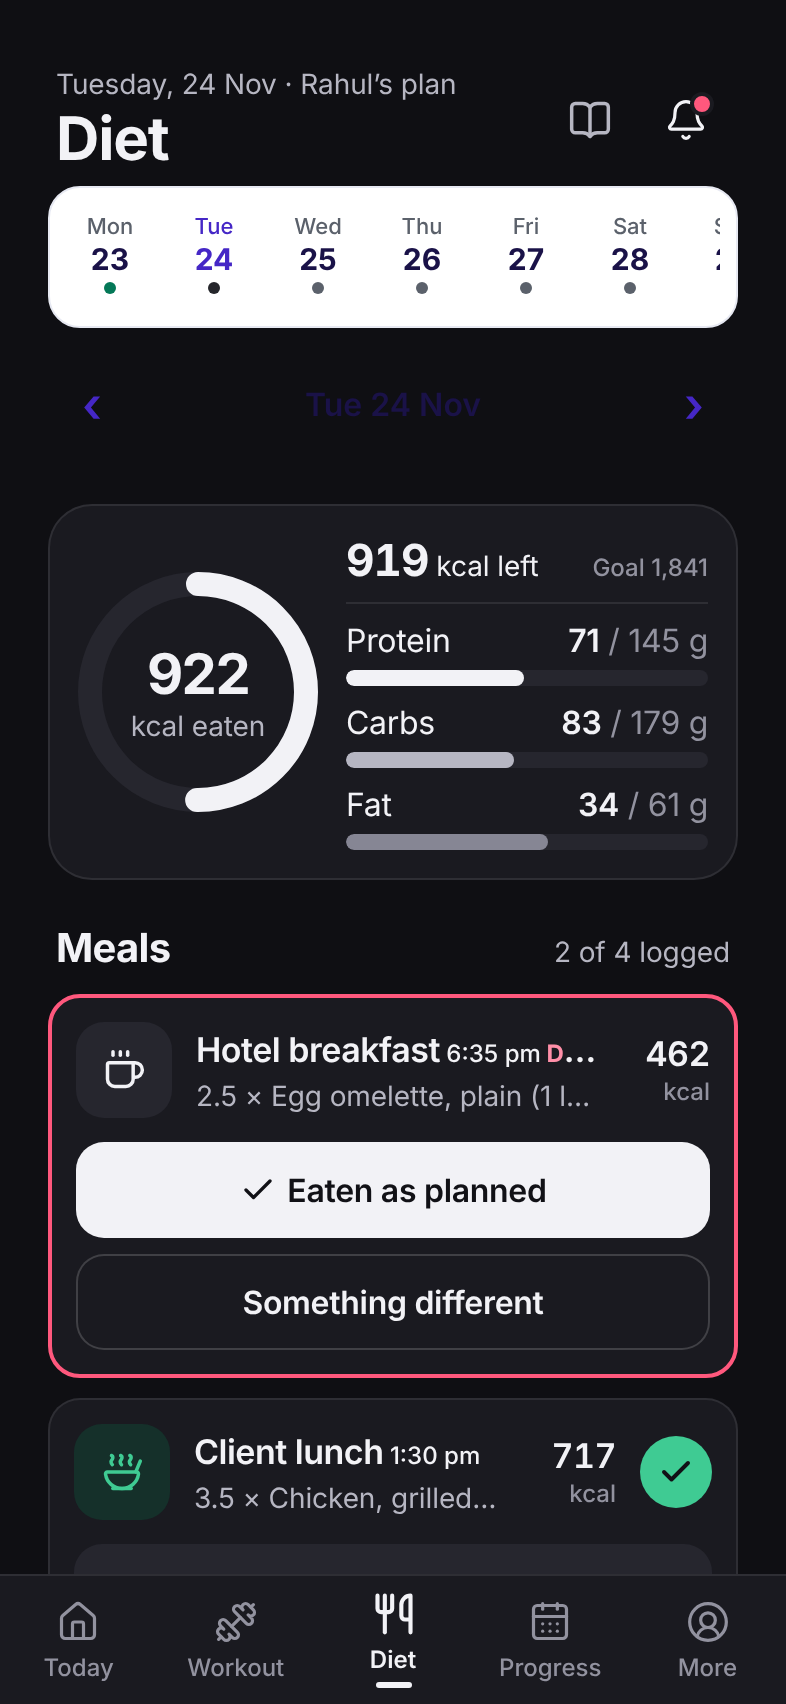 Tuesday, 24 Nov · Rahul’s plan
Diet
Mon Tue Wed Thu Fri Sat
23 24 25 26 27 28
‹ Tue 24 Nov ›
919 kcal left Goal 1,841
922
kcal eaten
Protein 71 / 145 g
Carbs 83 / 179 g
Fat 34 / 61 g
Meals 2 of 4 logged
Hotel breakfast 6:35 pm D... 462
2.5 × Egg omelette, plain (1 l... kcal
Eaten as planned
Something different
Client lunch 1:30 pm 717
3.5 × Chicken, grilled... kcal
Today Workout Diet Progress More